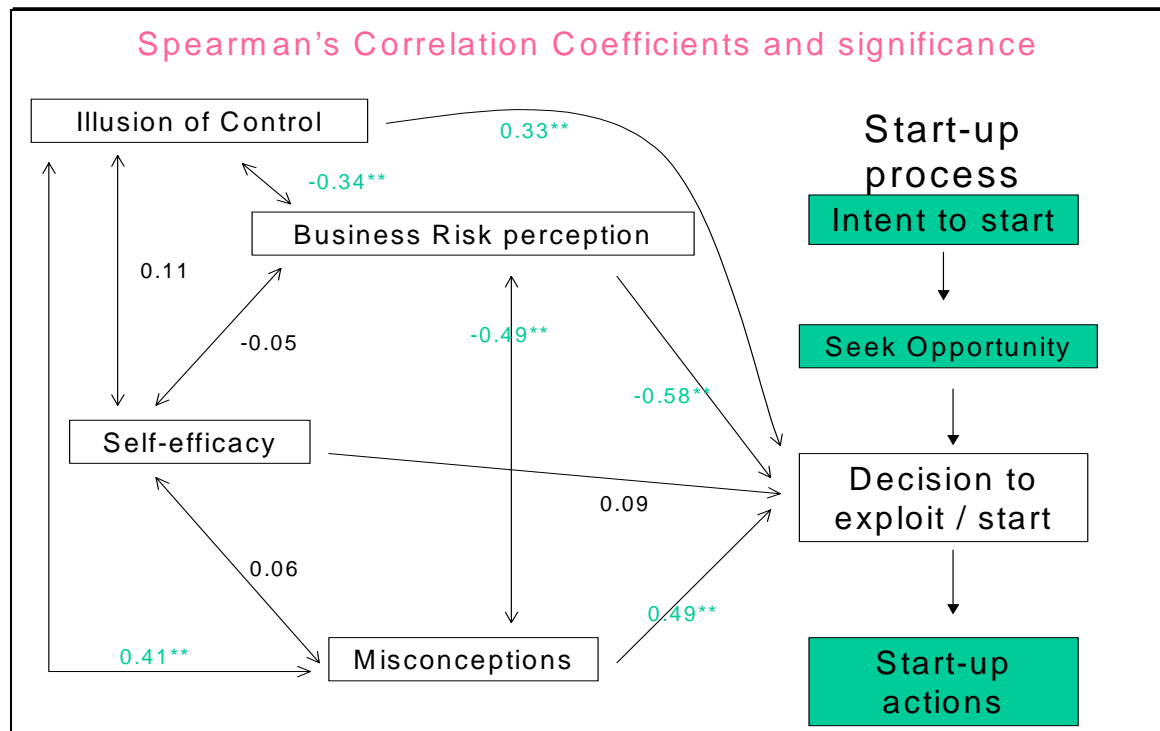 Spearman's Correlation Coefficients and significance
Illusion of Control
0.33**
Start-up
process
-0.34**
Intent to start
Business Risk perception
0.11
-0.05
-0.49**
Seek Opportunity
-0.58**
Self-efficacy
Decision to
exploit / start
0.09
0.06
0.49**
0.41**
Misconceptions
Start-up
actions